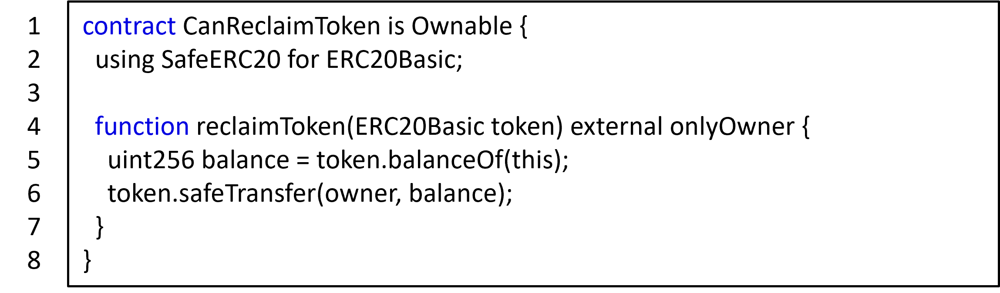 1 contract CanReclaimToken is Ownable {
2 using SafeERC20 for ERC20Basic;
3
4 function reclaimToken(ERC20Basic token) external onlyOwner {
5 uint256 balance = token.balanceOf(this);
6 token.safeTransfer(owner, balance);
7 }
8 }